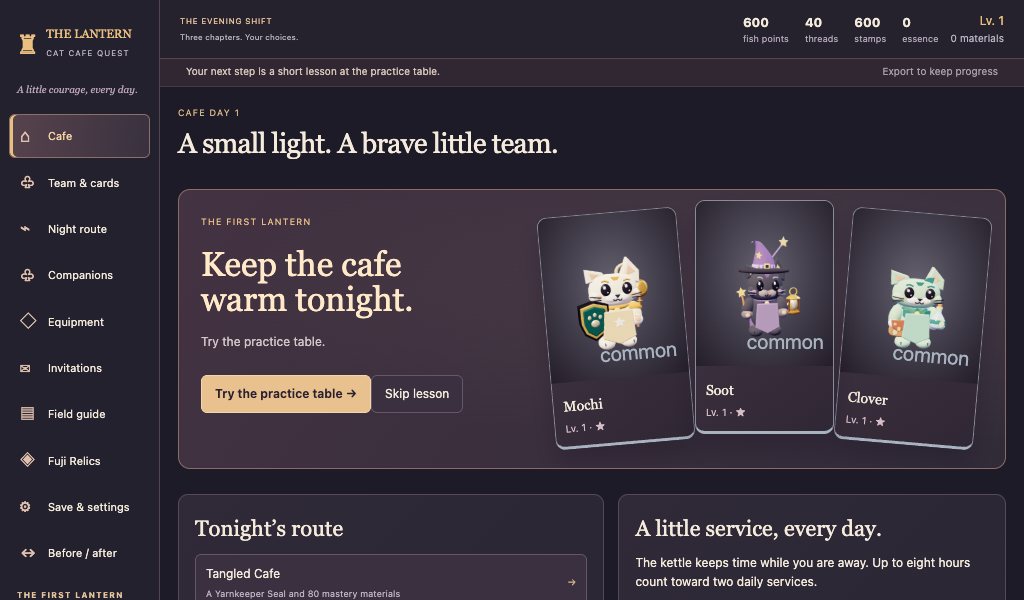 THE LANTERN
CAT CAFE QUEST
A little courage, every day.
Cafe
Team & cards
Night route
Companions
Equipment
Invitations
Field guide
Fuji Relics
Save & settings
Before / after
THE FIRST LANTERN
THE EVENING SHIFT
Three chapters. Your choices.
600
fish points
40
threads
600
stamps
0
essence
Lv. 1
0 materials
Your next step is a short lesson at the practice table.
Export to keep progress
CAFE DAY 1
A small light. A brave little team.
THE FIRST LANTERN
Keep the cafe
warm tonight.
Try the practice table.
Try the practice table →
Skip lesson
common
Mochi
Lv. 1 · ★
common
Soot
Lv. 1 · ★
common
Clover
Lv. 1 · ★
Tonight’s route
Tangled Cafe
A Yarnkeeper Seal and 80 mastery materials
→
A little service, every day.
The kettle keeps time while you are away. Up to eight hours
count toward two daily services.